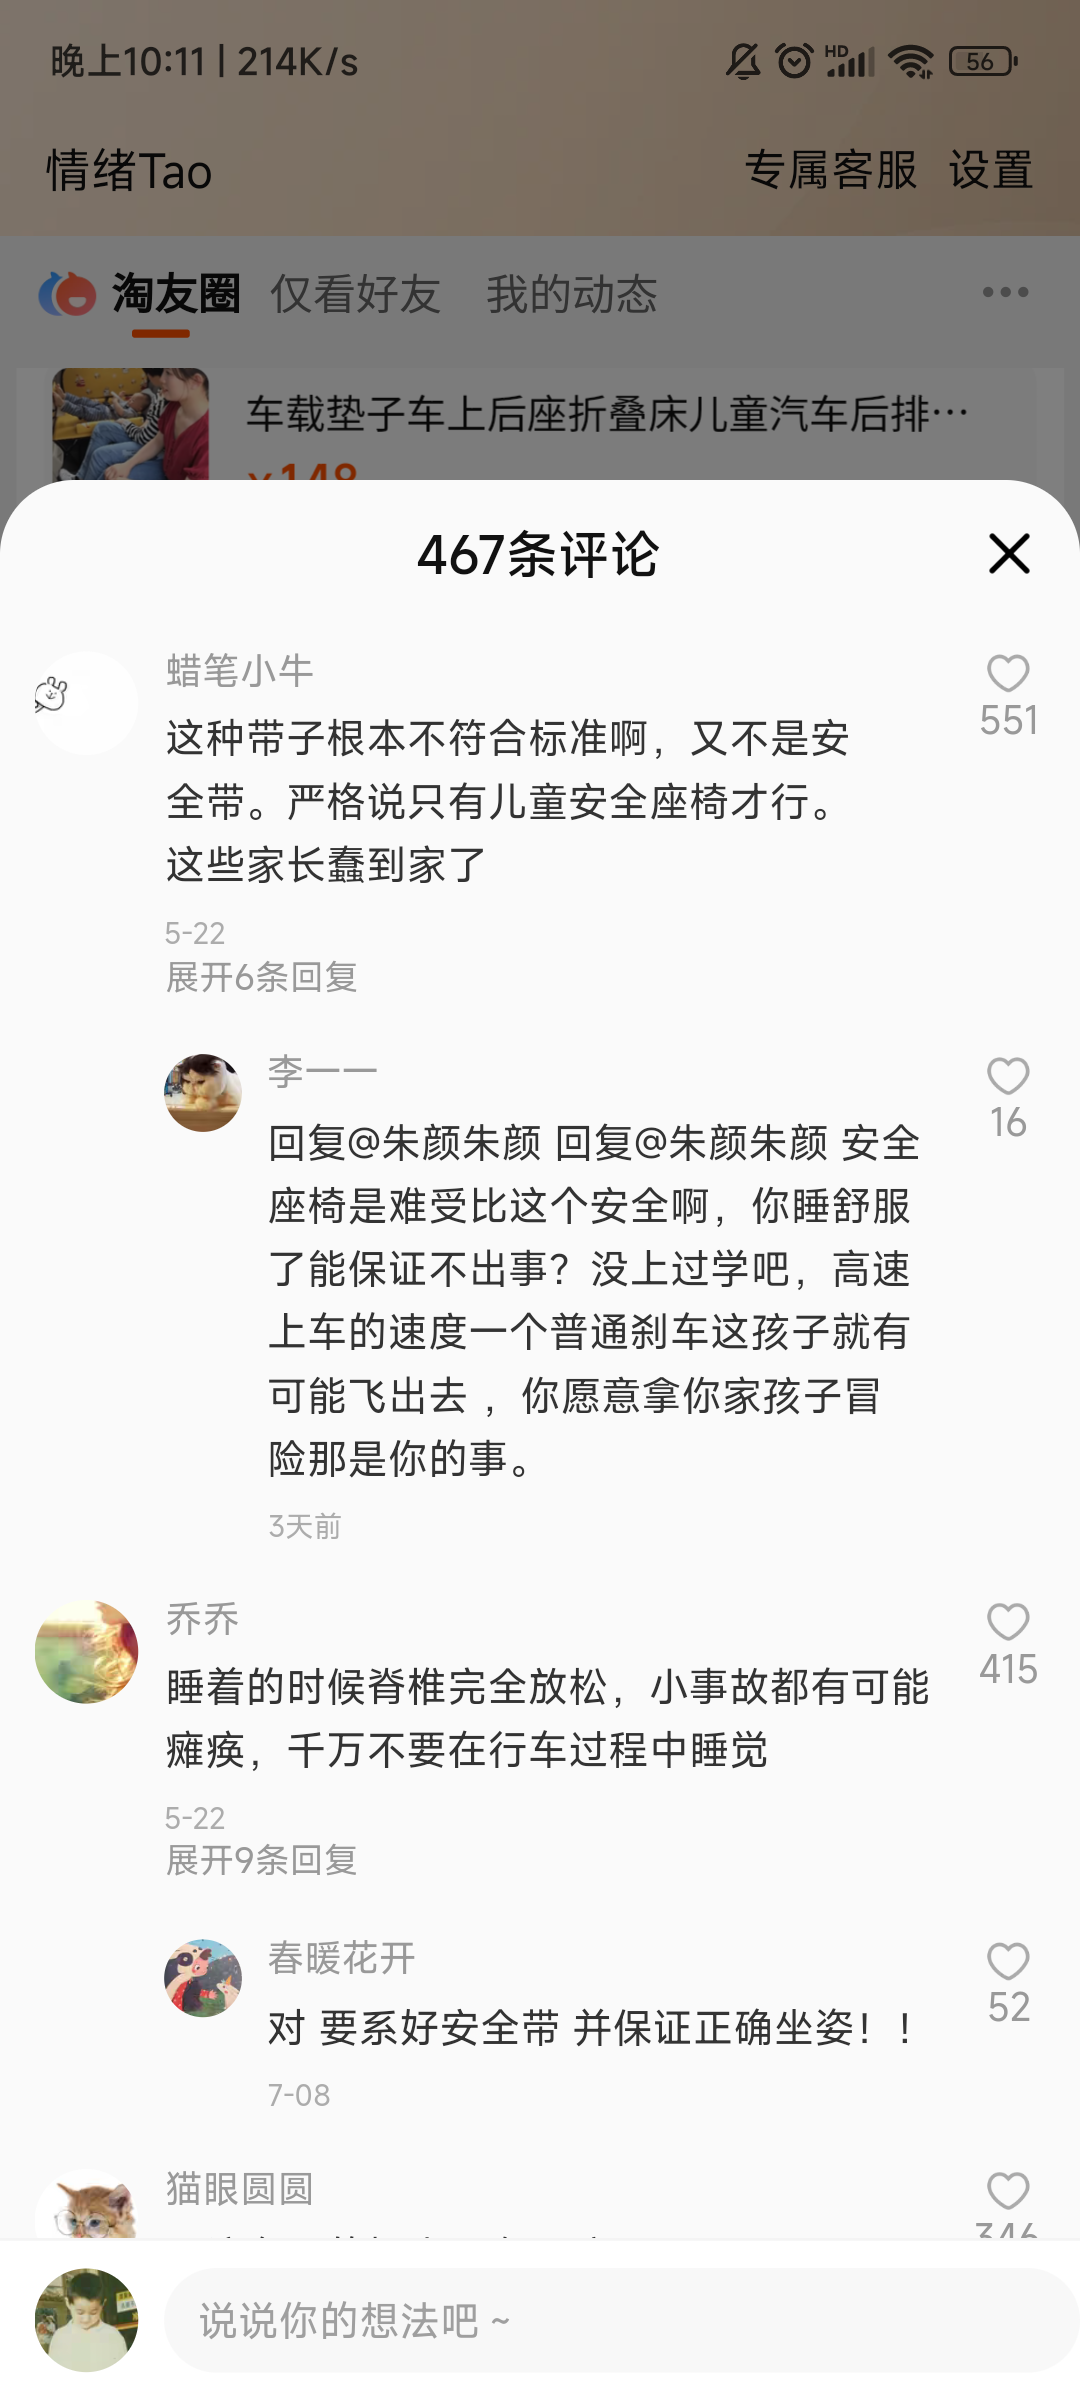 晚上10:11 | 214K/s
HD
56
情绪Tao
专属客服 设置
淘友圈 仅看好友 我的动态
车载垫子车上后座折叠床儿童汽车后排…
¥148
467条评论
蜡笔小牛
551
这种带子根本不符合标准啊，又不是安
全带。严格说只有儿童安全座椅才行。
这些家长蠢到家了
5-22
展开6条回复
李一一
16
回复@朱颜朱颜 回复@朱颜朱颜 安全
座椅是难受比这个安全啊，你睡舒服
了能保证不出事？没上过学吧，高速
上车的速度一个普通刹车这孩子就有
可能飞出去 ，你愿意拿你家孩子冒
险那是你的事。
3天前
乔乔
415
睡着的时候脊椎完全放松，小事故都有可能
瘫痪，千万不要在行车过程中睡觉
5-22
展开9条回复
春暖花开
52
对 要系好安全带 并保证正确坐姿！！
7-08
猫眼圆圆
346
说说你的想法吧 ~